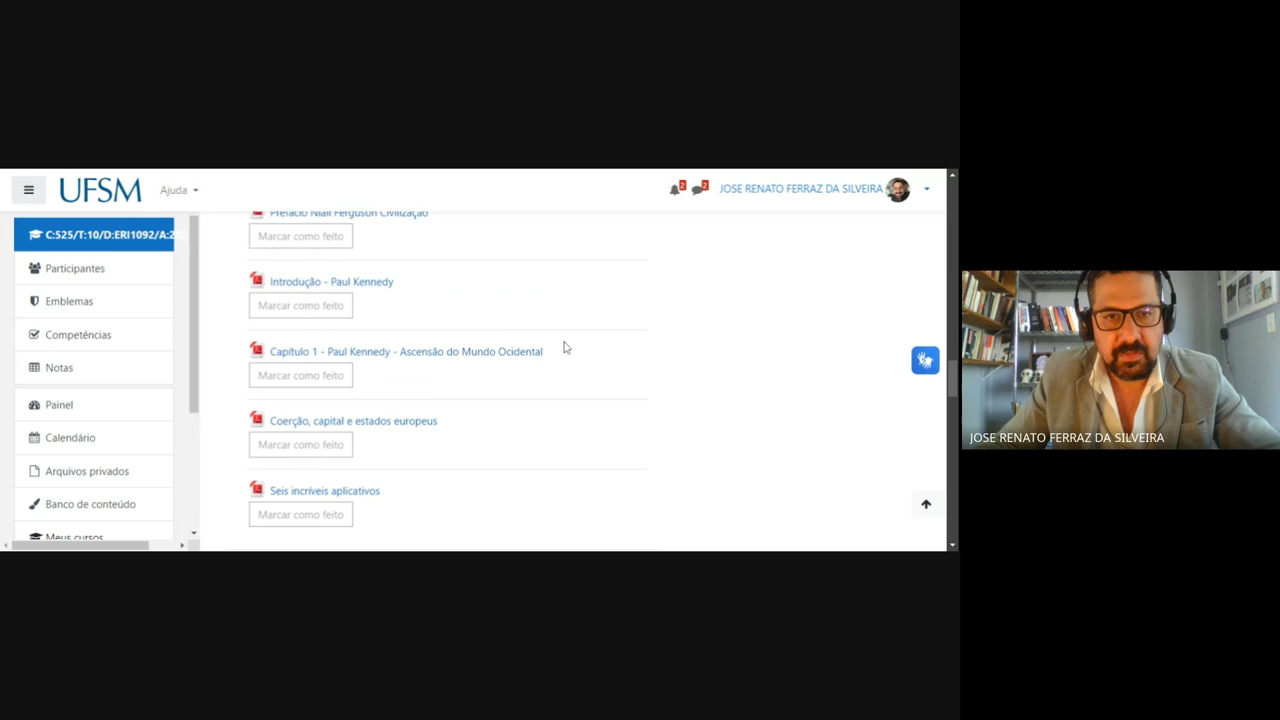 UFSM
Ajuda
2
2
JOSE RENATO FERRAZ DA SILVEIRA
C:525/T:10/D:ERI1092/A:2
Participantes
Emblemas
Competências
Notas
Painel
Calendário
Arquivos privados
Banco de conteúdo
Meus cursos
Prefácio Niall Ferguson Civilização
Marcar como feito
Introdução - Paul Kennedy
Marcar como feito
Capítulo 1 - Paul Kennedy - Ascensão do Mundo Ocidental
Marcar como feito
Coerção, capital e estados europeus
Marcar como feito
Seis incríveis aplicativos
Marcar como feito
JOSE RENATO FERRAZ DA SILVEIRA